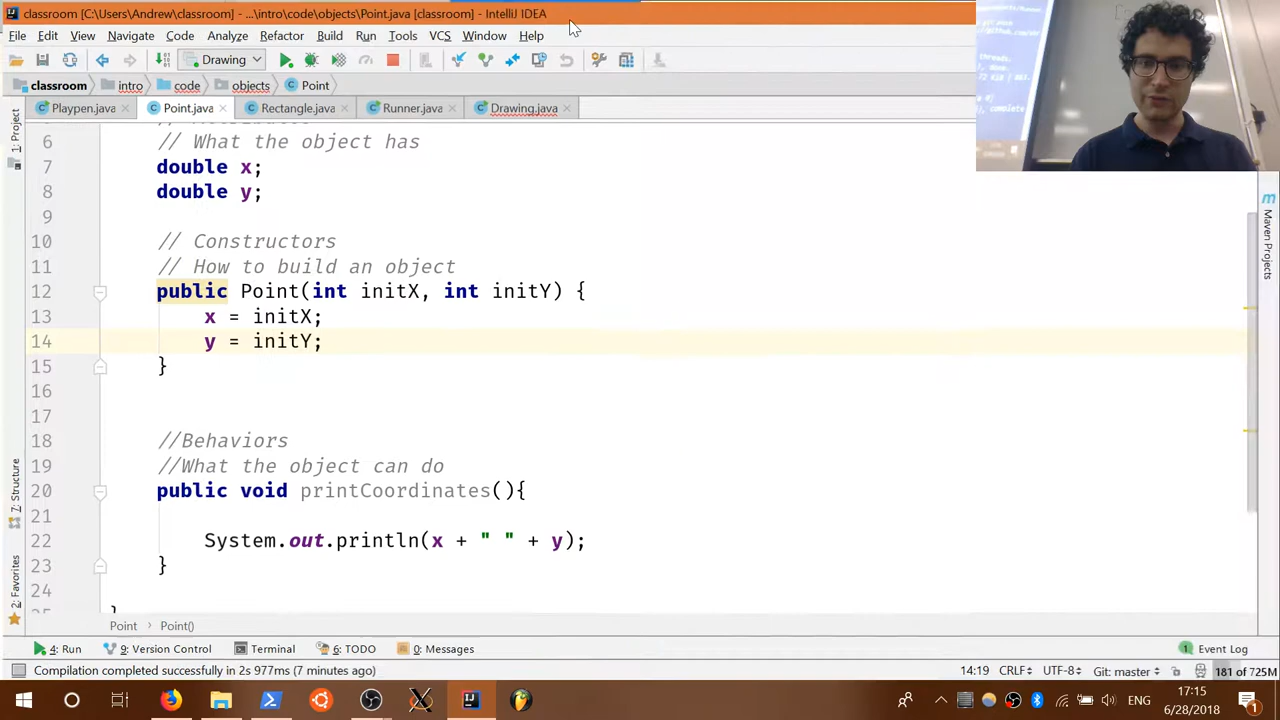 classroom [C:\Users\Andrew\classroom] - ...\intro\code\objects\Point.java [classroom] - IntelliJ IDEA
File Edit View Navigate Code Analyze Refactor Build Run Tools VCS Window Help
Drawing
classroom intro code objects Point
Playpen.java Point.java Rectangle.java Runner.java Drawing.java
1: Project
7: Structure
2: Favorites
Maven Projects
6 // What the object has
7 double x;
8 double y;
9
10 // Constructors
11 // How to build an object
12 public Point(int initX, int initY) {
13 x = initX;
14 y = initY;
15 }
16
17
18 //Behaviors
19 //What the object can do
20 public void printCoordinates(){
21
22 System.out.println(x + " " + y);
23 }
24
25 }
Point Point()
4: Run 9: Version Control Terminal 6: TODO 0: Messages 1 Event Log
Compilation completed successfully in 2s 977ms (7 minutes ago) 14:19 CRLF UTF-8 Git: master 181 of 725M
ENG 17:15
6/28/2018 1